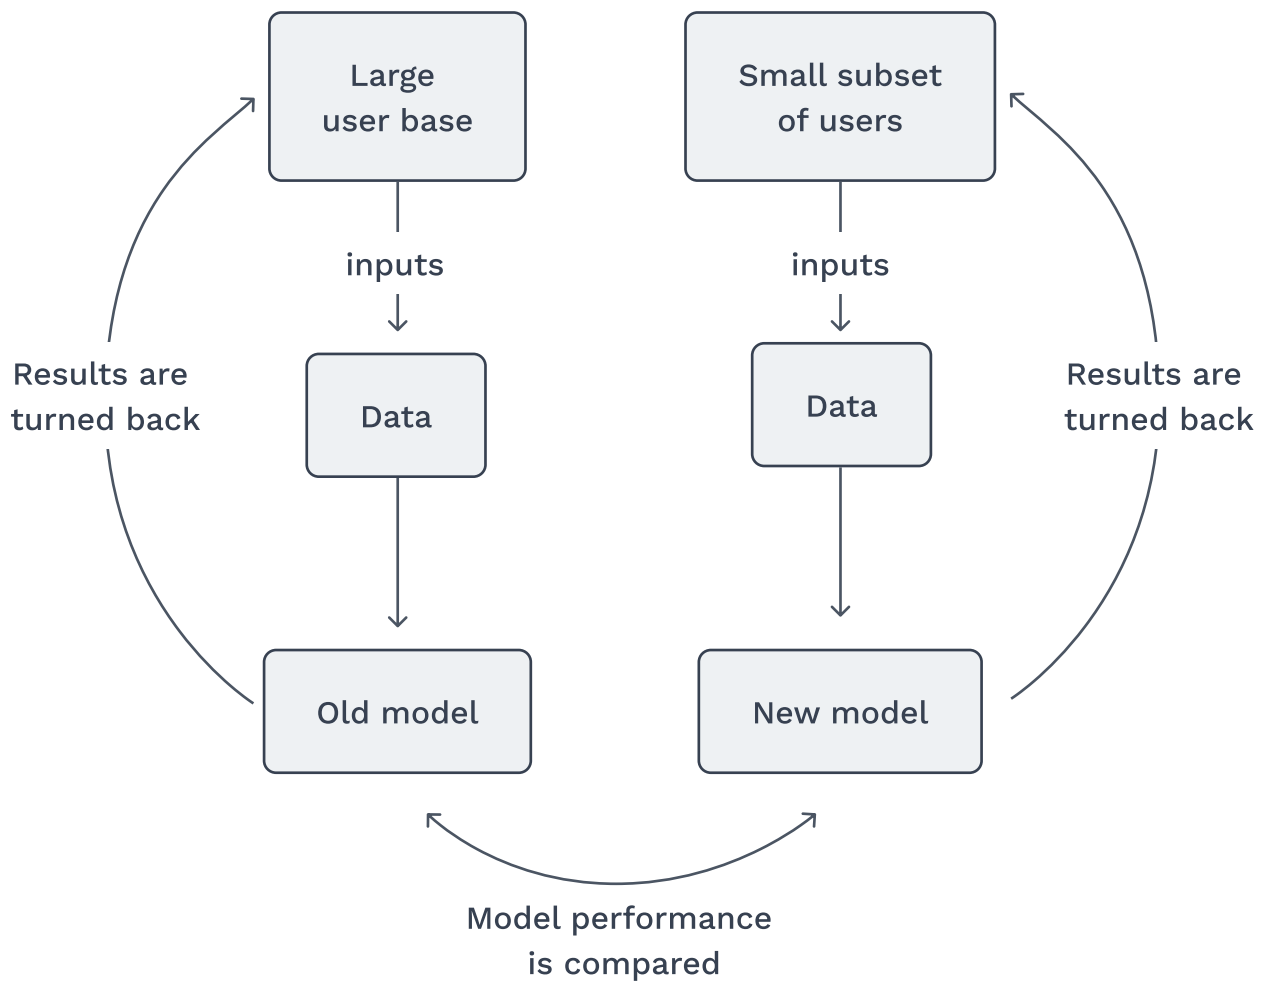 Large
user base
Small subset
of users
inputs
inputs
Results are
turned back
Data
Data
Results are
turned back
Old model
New model
Model performance
is compared